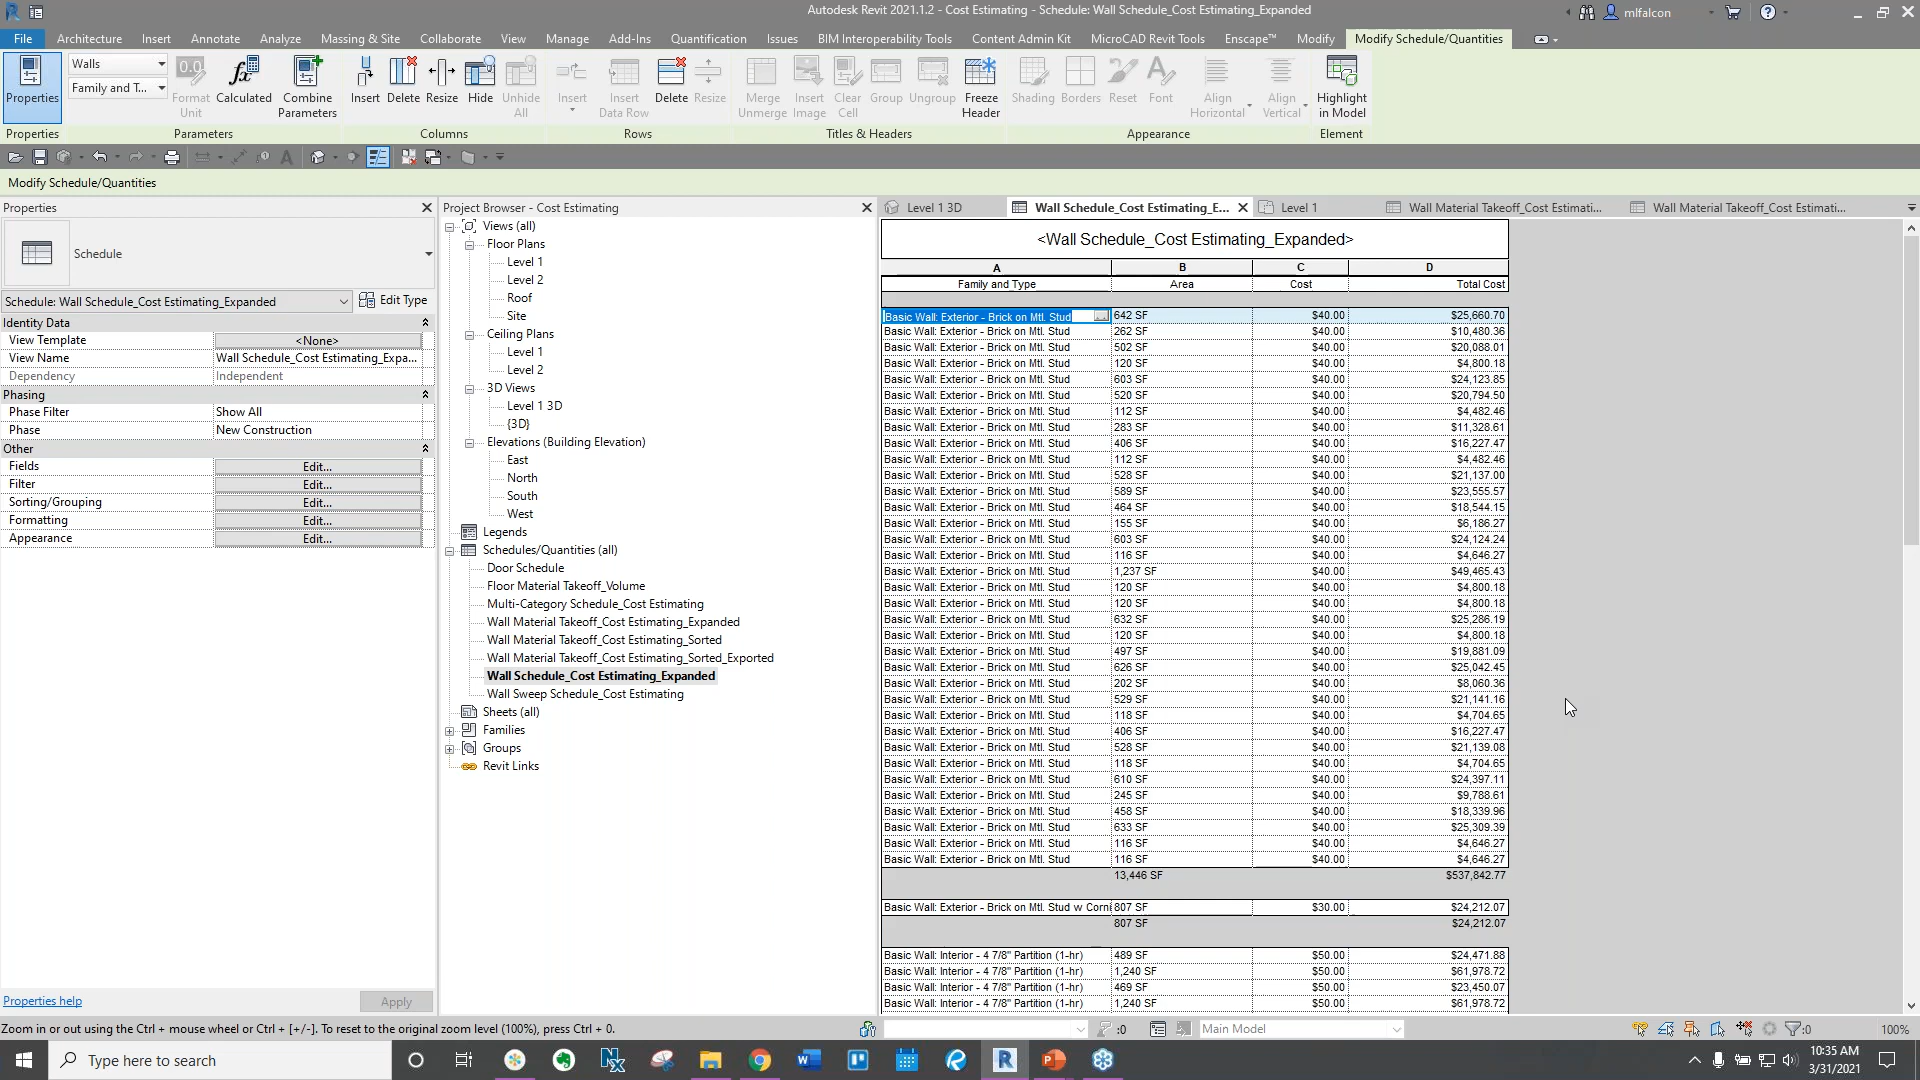 Autodesk Revit 2021.1.2 - Cost Estimating - Schedule: Wall Schedule_Cost Estimating_Expanded
mlfalcon
File Architecture Insert Annotate Analyze Massing & Site Collaborate View Manage Add-Ins Quantification Issues BIM Interoperability Tools Content Admin Kit MicroCAD Revit Tools Enscape™ Modify Modify Schedule/Quantities
Walls
Family and T...
Properties
Format Unit
Calculated
Combine Parameters
Insert
Delete
Resize
Hide
Unhide All
Insert
Insert Data Row
Delete
Resize
Merge Unmerge
Insert Image
Clear Cell
Group
Ungroup
Freeze Header
Shading
Borders
Reset
Font
Align Horizontal
Align Vertical
Highlight in Model
Properties Parameters Columns Rows Titles & Headers Appearance Element
Modify Schedule/Quantities
Properties
Schedule
Schedule: Wall Schedule_Cost Estimating_Expanded
Edit Type
Identity Data
View Template <None>
View Name Wall Schedule_Cost Estimating_Expa...
Dependency Independent
Phasing
Phase Filter Show All
Phase New Construction
Other
Fields Edit...
Filter Edit...
Sorting/Grouping Edit...
Formatting Edit...
Appearance Edit...
Properties help
Apply
Project Browser - Cost Estimating
Views (all)
Floor Plans
Level 1
Level 2
Roof
Site
Ceiling Plans
Level 1
Level 2
3D Views
Level 1 3D
{3D}
Elevations (Building Elevation)
East
North
South
West
Legends
Schedules/Quantities (all)
Door Schedule
Floor Material Takeoff_Volume
Multi-Category Schedule_Cost Estimating
Wall Material Takeoff_Cost Estimating_Expanded
Wall Material Takeoff_Cost Estimating_Sorted
Wall Material Takeoff_Cost Estimating_Sorted_Exported
Wall Schedule_Cost Estimating_Expanded
Wall Sweep Schedule_Cost Estimating
Sheets (all)
Families
Groups
Revit Links
Level 1 3D
Wall Schedule_Cost Estimating_E...
Level 1
Wall Material Takeoff_Cost Estimati...
Wall Material Takeoff_Cost Estimati...
<Wall Schedule_Cost Estimating_Expanded>
A B C D
Family and Type Area Cost Total Cost
Basic Wall: Exterior - Brick on Mtl. Stud ... 642 SF $40.00 $25,660.70
Basic Wall: Exterior - Brick on Mtl. Stud 262 SF $40.00 $10,480.36
Basic Wall: Exterior - Brick on Mtl. Stud 502 SF $40.00 $20,088.01
Basic Wall: Exterior - Brick on Mtl. Stud 120 SF $40.00 $4,800.18
Basic Wall: Exterior - Brick on Mtl. Stud 603 SF $40.00 $24,123.85
Basic Wall: Exterior - Brick on Mtl. Stud 520 SF $40.00 $20,794.50
Basic Wall: Exterior - Brick on Mtl. Stud 112 SF $40.00 $4,482.46
Basic Wall: Exterior - Brick on Mtl. Stud 283 SF $40.00 $11,328.61
Basic Wall: Exterior - Brick on Mtl. Stud 406 SF $40.00 $16,227.47
Basic Wall: Exterior - Brick on Mtl. Stud 112 SF $40.00 $4,482.46
Basic Wall: Exterior - Brick on Mtl. Stud 528 SF $40.00 $21,137.00
Basic Wall: Exterior - Brick on Mtl. Stud 589 SF $40.00 $23,555.57
Basic Wall: Exterior - Brick on Mtl. Stud 464 SF $40.00 $18,544.15
Basic Wall: Exterior - Brick on Mtl. Stud 155 SF $40.00 $6,186.27
Basic Wall: Exterior - Brick on Mtl. Stud 603 SF $40.00 $24,124.24
Basic Wall: Exterior - Brick on Mtl. Stud 116 SF $40.00 $4,646.27
Basic Wall: Exterior - Brick on Mtl. Stud 1,237 SF $40.00 $49,465.43
Basic Wall: Exterior - Brick on Mtl. Stud 120 SF $40.00 $4,800.18
Basic Wall: Exterior - Brick on Mtl. Stud 120 SF $40.00 $4,800.18
Basic Wall: Exterior - Brick on Mtl. Stud 632 SF $40.00 $25,286.19
Basic Wall: Exterior - Brick on Mtl. Stud 120 SF $40.00 $4,800.18
Basic Wall: Exterior - Brick on Mtl. Stud 497 SF $40.00 $19,881.09
Basic Wall: Exterior - Brick on Mtl. Stud 626 SF $40.00 $25,042.45
Basic Wall: Exterior - Brick on Mtl. Stud 202 SF $40.00 $8,060.36
Basic Wall: Exterior - Brick on Mtl. Stud 529 SF $40.00 $21,141.16
Basic Wall: Exterior - Brick on Mtl. Stud 118 SF $40.00 $4,704.65
Basic Wall: Exterior - Brick on Mtl. Stud 406 SF $40.00 $16,227.47
Basic Wall: Exterior - Brick on Mtl. Stud 528 SF $40.00 $21,139.08
Basic Wall: Exterior - Brick on Mtl. Stud 118 SF $40.00 $4,704.65
Basic Wall: Exterior - Brick on Mtl. Stud 610 SF $40.00 $24,397.11
Basic Wall: Exterior - Brick on Mtl. Stud 245 SF $40.00 $9,788.61
Basic Wall: Exterior - Brick on Mtl. Stud 458 SF $40.00 $18,339.96
Basic Wall: Exterior - Brick on Mtl. Stud 633 SF $40.00 $25,309.39
Basic Wall: Exterior - Brick on Mtl. Stud 116 SF $40.00 $4,646.27
Basic Wall: Exterior - Brick on Mtl. Stud 116 SF $40.00 $4,646.27
13,446 SF $537,842.77
Basic Wall: Exterior - Brick on Mtl. Stud w Corni 807 SF $30.00 $24,212.07
807 SF $24,212.07
Basic Wall: Interior - 4 7/8" Partition (1-hr) 489 SF $50.00 $24,471.88
Basic Wall: Interior - 4 7/8" Partition (1-hr) 1,240 SF $50.00 $61,978.72
Basic Wall: Interior - 4 7/8" Partition (1-hr) 469 SF $50.00 $23,450.07
Basic Wall: Interior - 4 7/8" Partition (1-hr) 1,240 SF $50.00 $61,978.72
Zoom in or out using the Ctrl + mouse wheel or Ctrl + [+/-]. To reset to the original zoom level (100%), press Ctrl + 0.
:0
Main Model
:0
100%
Type here to search
10:35 AM
3/31/2021